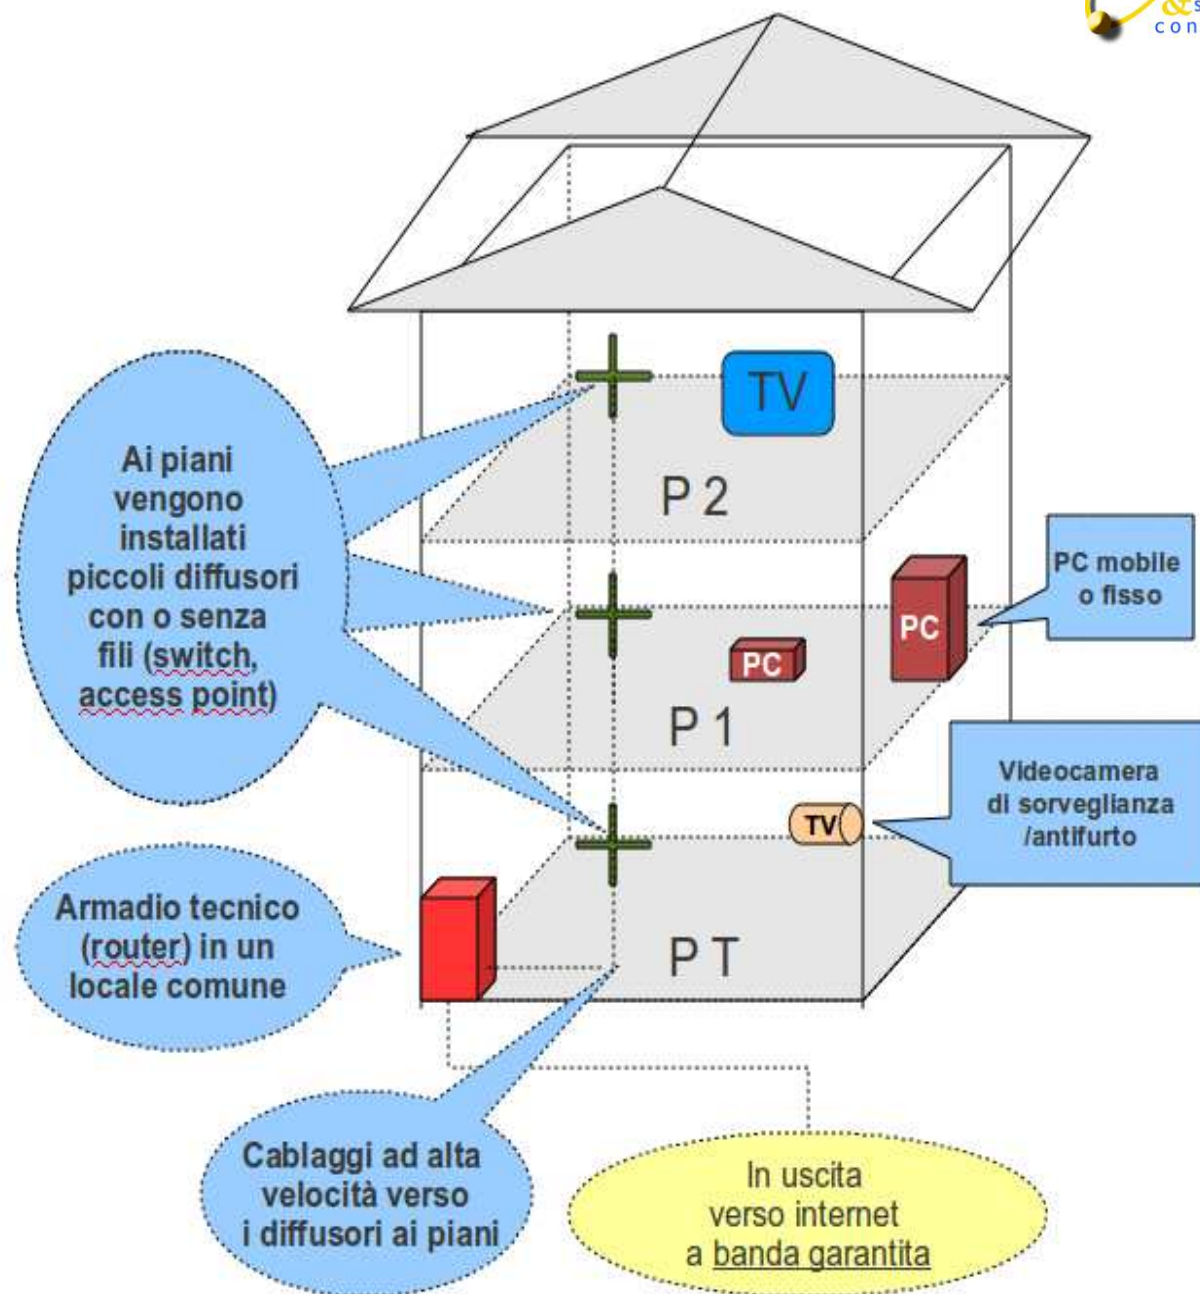 &s
con
TV
P 2
Ai piani
vengono
installati
piccoli diffusori
con o senza
fili (switch,
access point)
PC mobile
o fisso
PC
PC
P 1
Videocamera
di sorveglianza
/antifurto
TV
Armadio tecnico
(router) in un
locale comune
P T
Cablaggi ad alta
velocità verso
i diffusori ai piani
In uscita
verso internet
a banda garantita